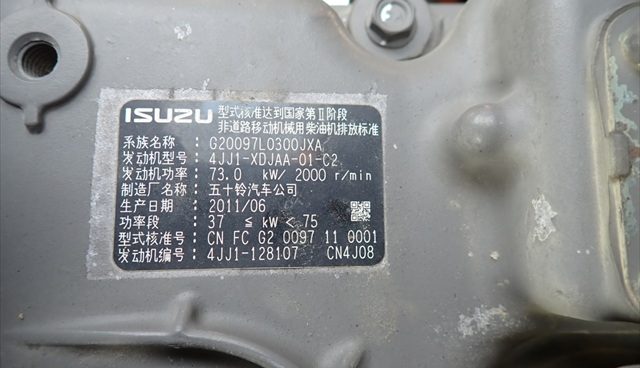 ISUZU 型式核准达到国家第Ⅱ阶段
非道路移动机械用柴油机排放标准
系族名称: G20097L0300JXA
发动机型号: 4JJ1-XDJAA-01-C2
发动机功率: 73.0 kW/ 2000 r/min
制造厂名称: 五十铃汽车公司
生产日期: 2011/06
功率段: 37 ≦ kW < 75
型式核准号: CN FC G2 0097 11 0001
发动机编号: 4JJ1-128107 CN4J08